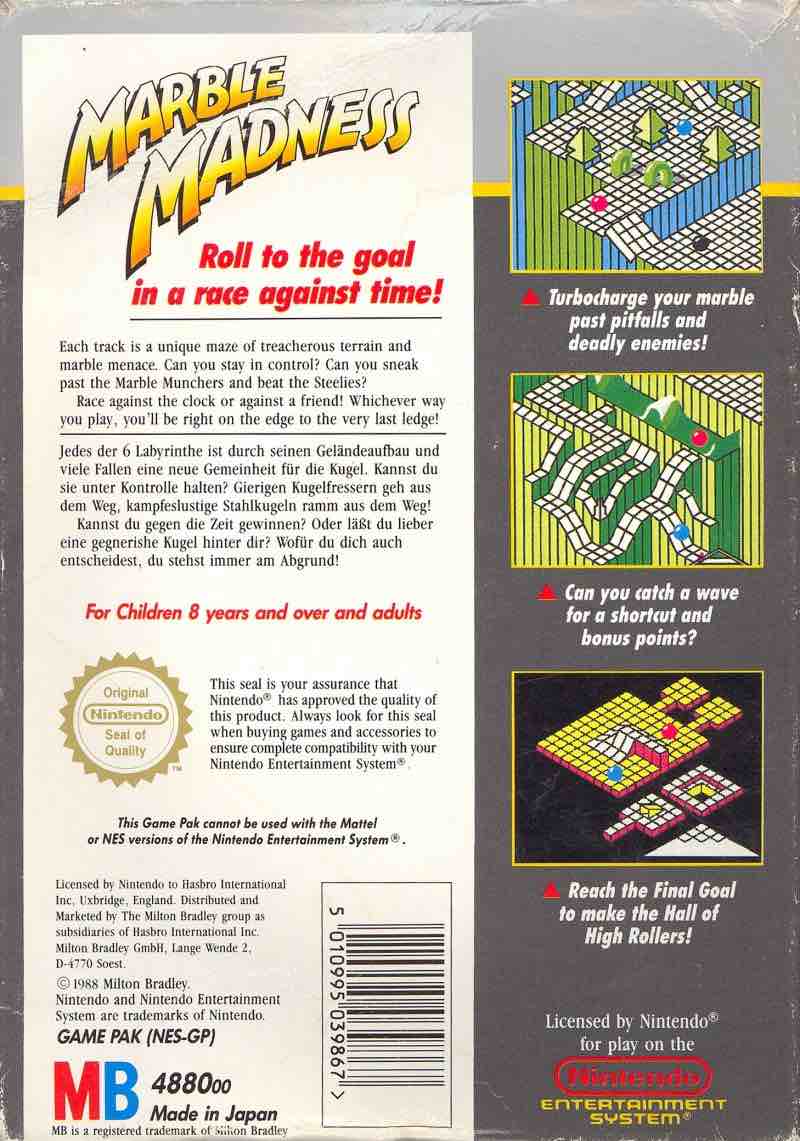 MARBLE
MADNESS
Roll to the goal
in a race against time!
Each track is a unique maze of treacherous terrain and
marble menace. Can you stay in control? Can you sneak
past the Marble Munchers and beat the Steelies?
Race against the clock or against a friend! Whichever way
you play, you'll be right on the edge to the very last ledge!
Jedes der 6 Labyrinthe ist durch seinen Geländeaufbau und
viele Fallen eine neue Gemeinheit für die Kugel. Kannst du
sie unter Kontrolle halten? Gierigen Kugelfressern geh aus
dem Weg, kampfeslustige Stahlkugeln ramm aus dem Weg!
Kannst du gegen die Zeit gewinnen? Oder läßt du lieber
eine gegnerishe Kugel hinter dir? Wofür du dich auch
entscheidest, du stehst immer am Abgrund!
For Children 8 years and over and adults
Original
Nintendo
Seal of
Quality
TM
This seal is your assurance that
Nintendo® has approved the quality of
this product. Always look for this seal
when buying games and accessories to
ensure complete compatibility with your
Nintendo Entertainment System®.
This Game Pak cannot be used with the Mattel
or NES versions of the Nintendo Entertainment System®.
Licensed by Nintendo to Hasbro International
Inc, Uxbridge, England. Distributed and
Marketed by The Milton Bradley group as
subsidiaries of Hasbro International Inc.
Milton Bradley GmbH, Lange Wende 2,
D-4770 Soest.
© 1988 Milton Bradley.
Nintendo and Nintendo Entertainment
System are trademarks of Nintendo.
GAME PAK (NES-GP)
MB 488000
Made in Japan
MB is a registered trademark of Milton Bradley
5 010995 039867 >
▲ Turbocharge your marble
past pitfalls and
deadly enemies!
▲ Can you catch a wave
for a shortcut and
bonus points?
▲ Reach the Final Goal
to make the Hall of
High Rollers!
Licensed by Nintendo®
for play on the
Nintendo
ENTERTAINMENT
SYSTEM®